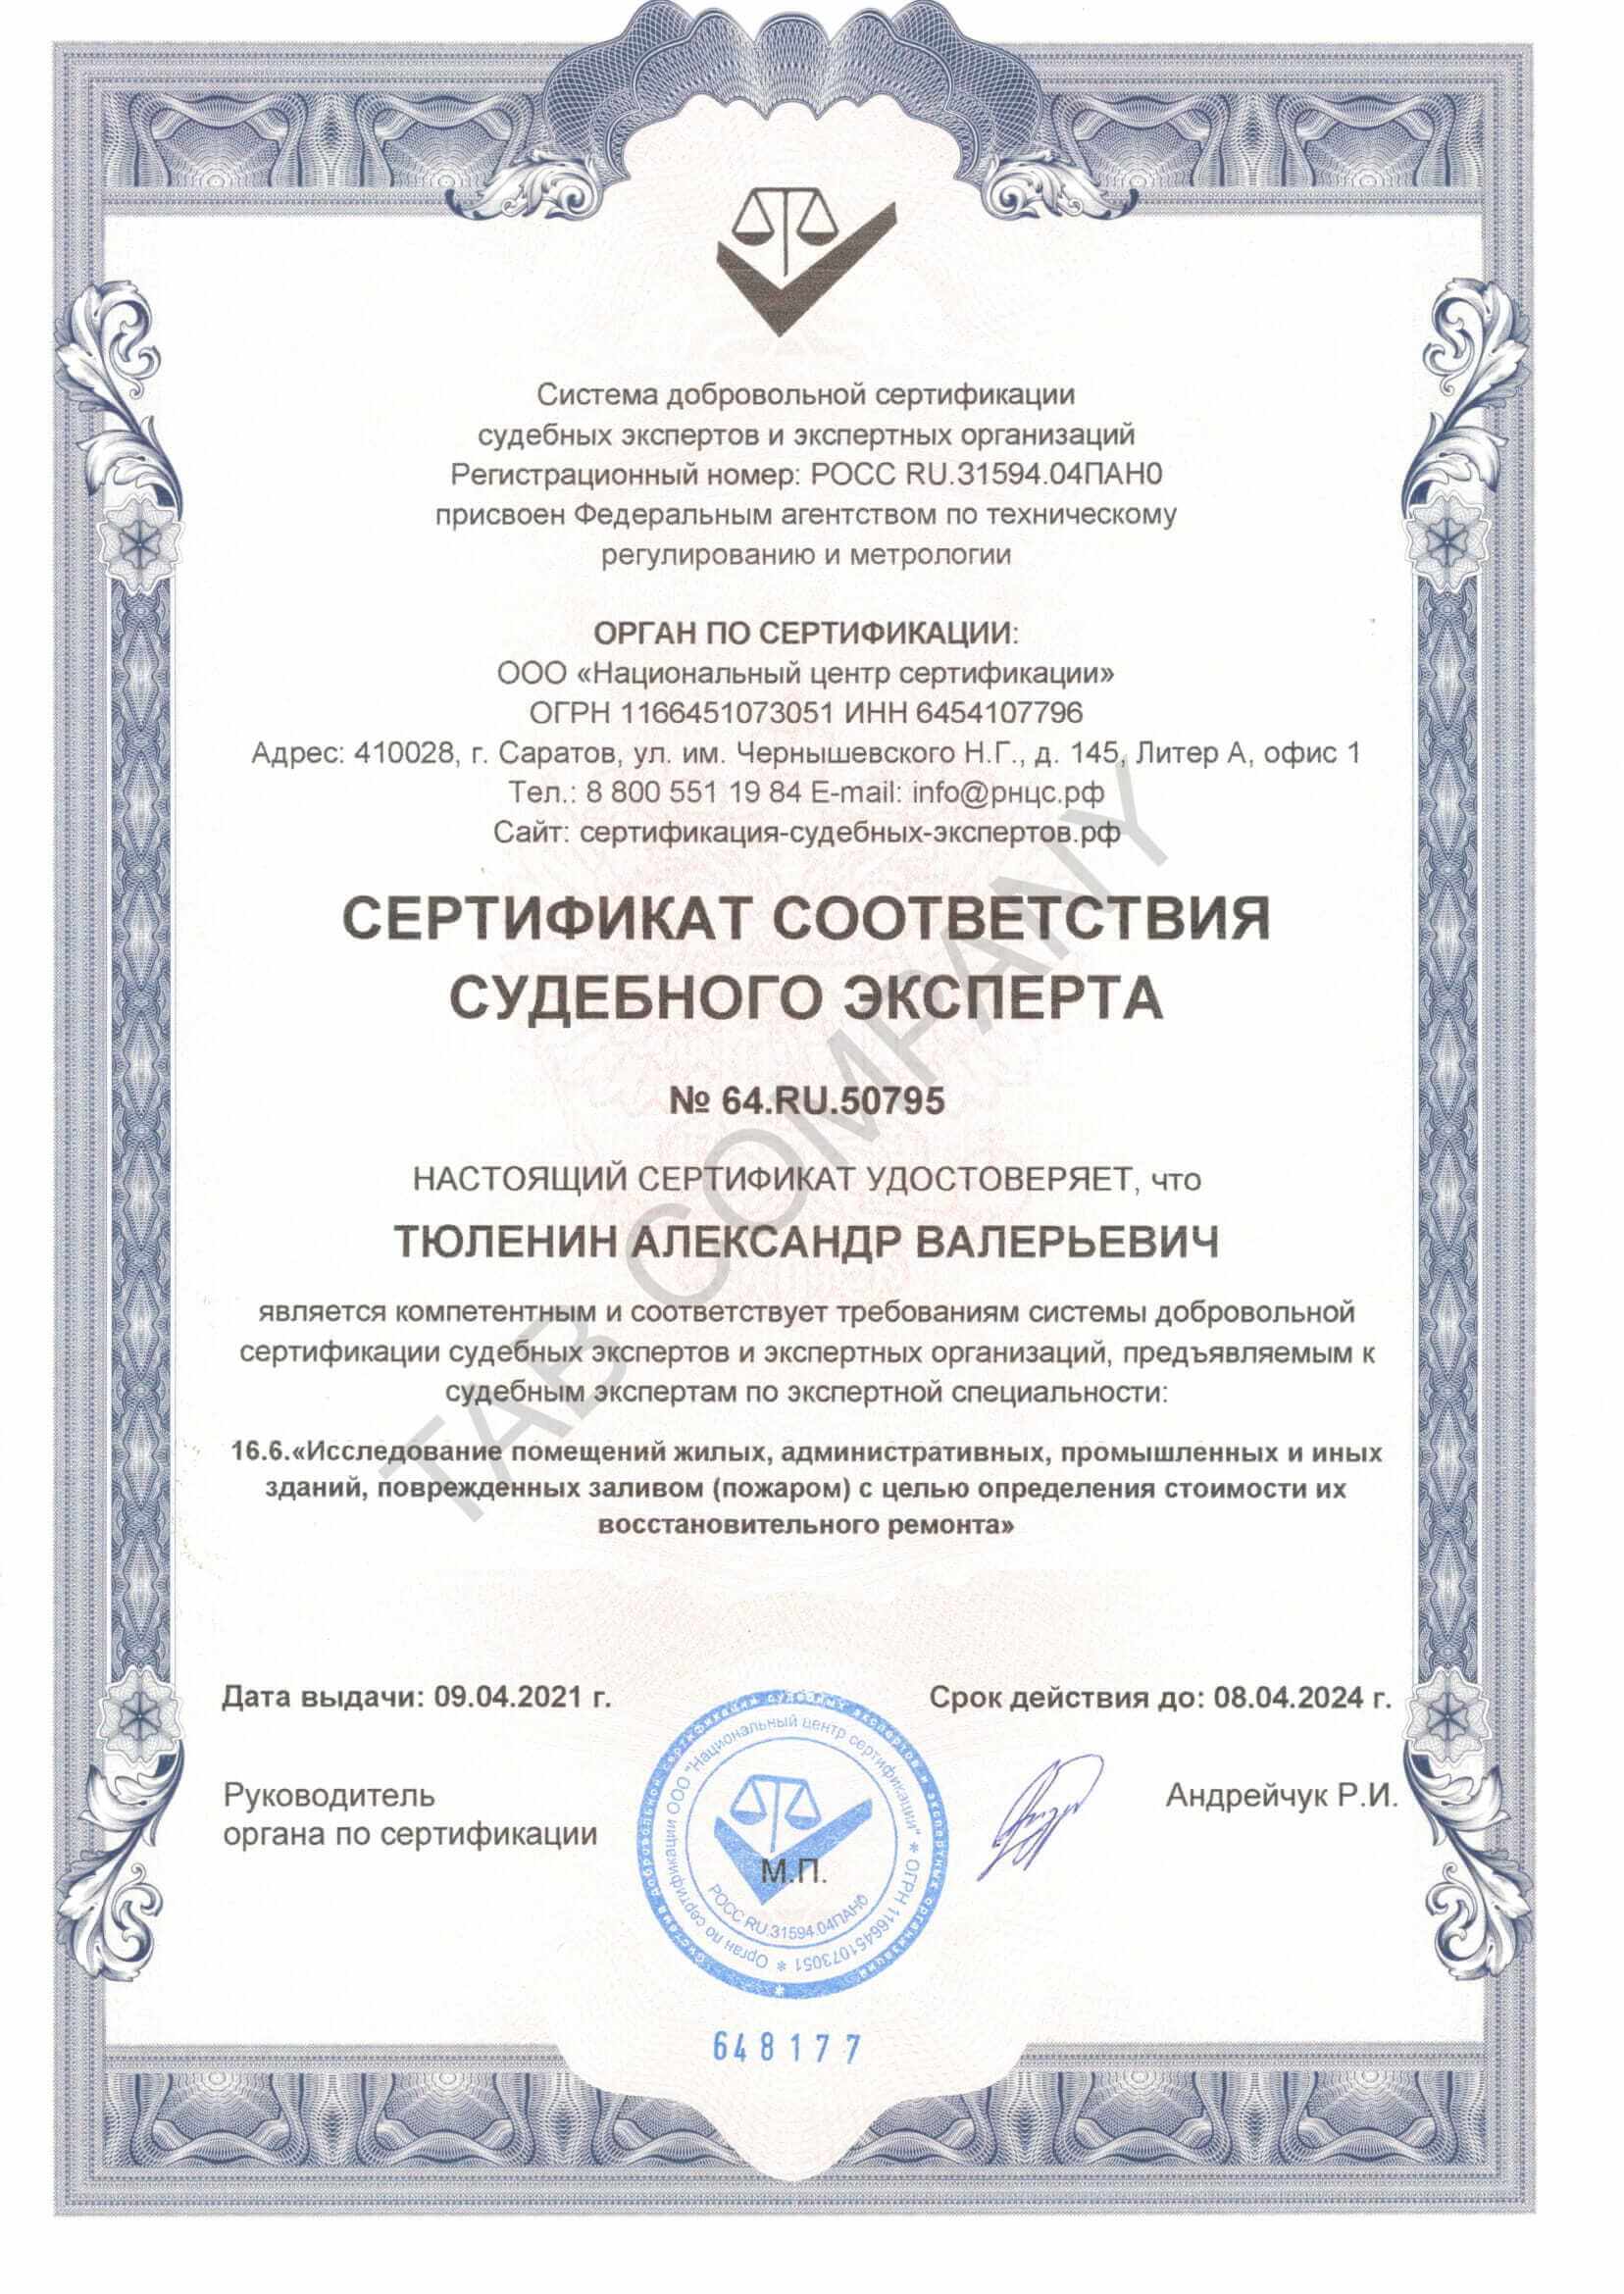 Система добровольной сертификации
судебных экспертов и экспертных организаций
Регистрационный номер: РОСС RU.31594.04ПАН0
присвоен Федеральным агентством по техническому
регулированию и метрологии
ОРГАН ПО СЕРТИФИКАЦИИ:
ООО «Национальный центр сертификации»
ОГРН 1166451073051 ИНН 6454107796
Адрес: 410028, г. Саратов, ул. им. Чернышевского Н.Г., д. 145, Литер А, офис 1
Тел.: 8 800 551 19 84 E-mail: info@рнцс.рф
Сайт: сертификация-судебных-экспертов.рф
СЕРТИФИКАТ СООТВЕТСТВИЯ
СУДЕБНОГО ЭКСПЕРТА
№ 64.RU.50795
НАСТОЯЩИЙ СЕРТИФИКАТ УДОСТОВЕРЯЕТ, что
ТЮЛЕНИН АЛЕКСАНДР ВАЛЕРЬЕВИЧ
является компетентным и соответствует требованиям системы добровольной
сертификации судебных экспертов и экспертных организаций, предъявляемым к
судебным экспертам по экспертной специальности:
16.6.«Исследование помещений жилых, административных, промышленных и иных
зданий, поврежденных заливом (пожаром) с целью определения стоимости их
восстановительного ремонта»
TAB COMPANY
Дата выдачи: 09.04.2021 г.
Срок действия до: 08.04.2024 г.
Руководитель
органа по сертификации
Андрейчук Р.И.
Система добровольной сертификации судебных экспертов и экспертных организаций *
Орган по сертификации ООО "Национальный центр сертификации" * ОГРН 1166451073051 *
РОСС RU.31594.04ПАН0
М.П.
648177